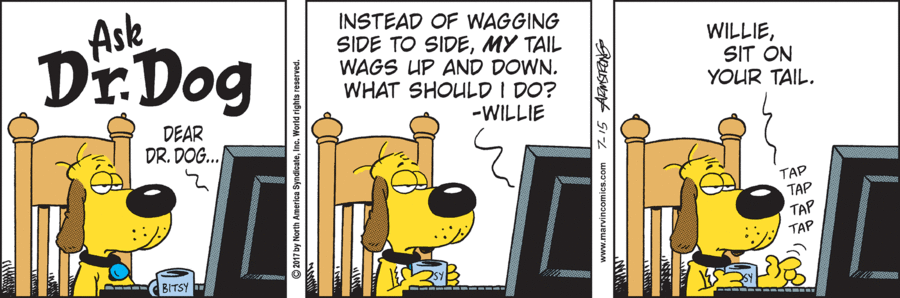 Ask
Dr. Dog
DEAR
DR. DOG...
BITSY
© 2017 by North America Syndicate, Inc. World rights reserved.
INSTEAD OF WAGGING
SIDE TO SIDE, MY TAIL
WAGS UP AND DOWN.
WHAT SHOULD I DO?
-WILLIE
SY
7-15 ARMSTRONG
www.marvincomics.com
WILLIE,
SIT ON
YOUR TAIL.
TAP
TAP
TAP
TAP
SY